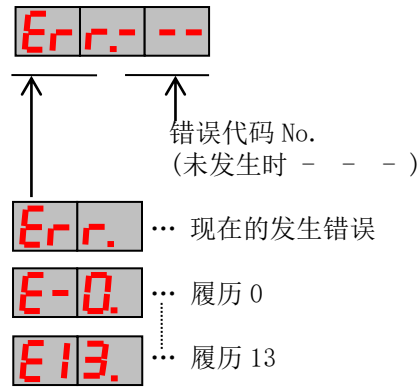 Err.- --
错误代码 No.
(未发生时 - - - )
Err. … 现在的发生错误
E-0. … 履历 0
E13. … 履历 13